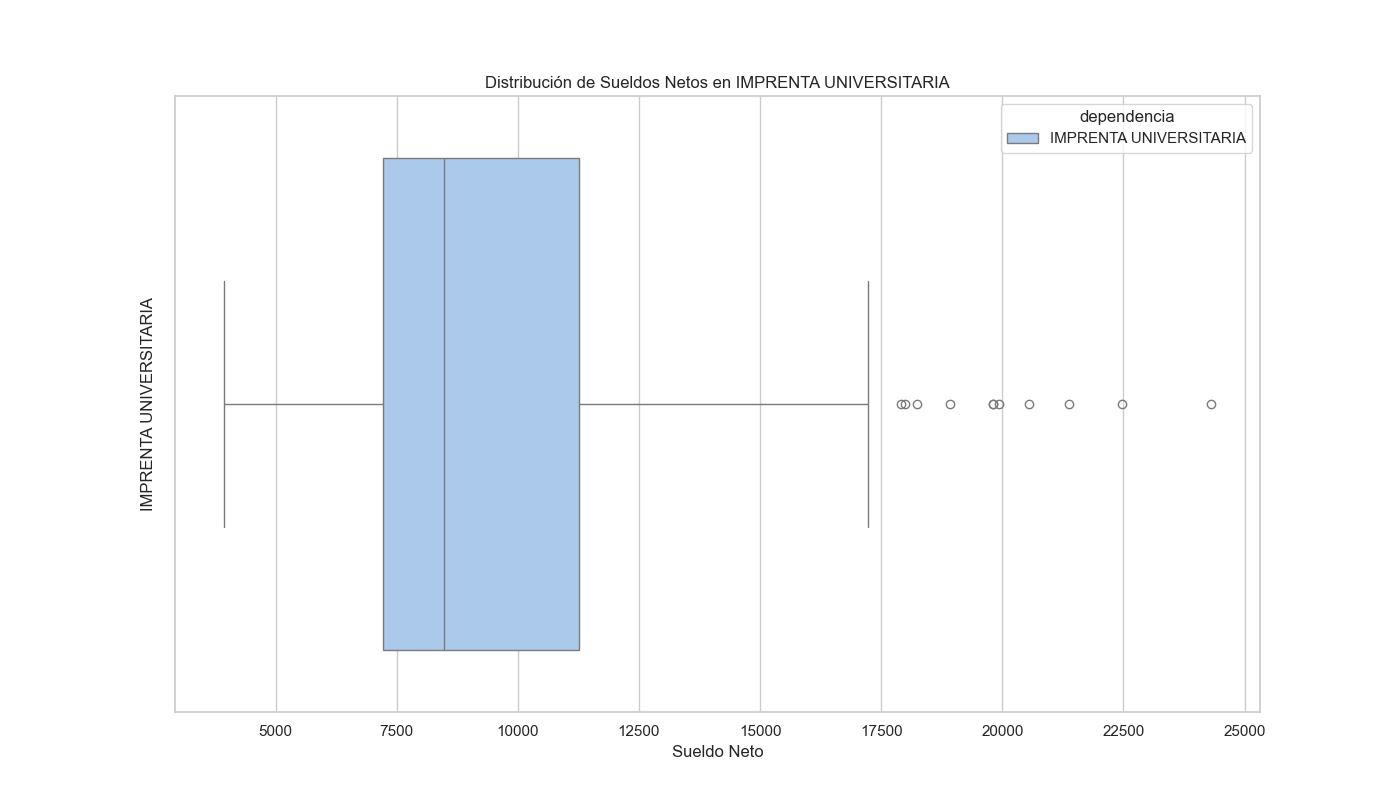 Distribución de Sueldos Netos en IMPRENTA UNIVERSITARIA
dependencia
IMPRENTA UNIVERSITARIA
IMPRENTA UNIVERSITARIA
5000 7500 10000 12500 15000 17500 20000 22500 25000
Sueldo Neto